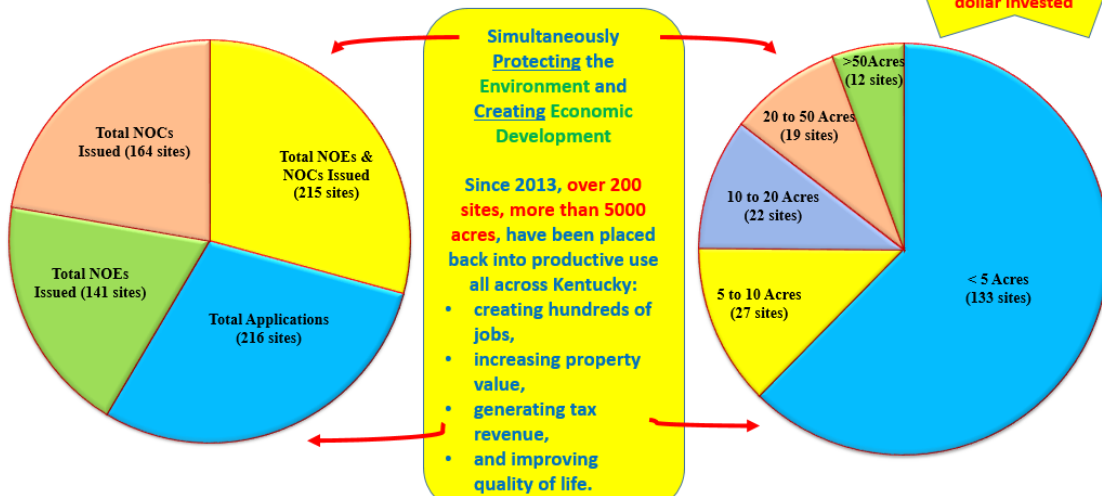 dollar invested
Total NOCs
Issued (164 sites)
Total NOEs &
NOCs Issued
(215 sites)
Total NOEs
Issued (141 sites)
Total Applications
(216 sites)
Simultaneously
Protecting the
Environment and
Creating Economic
Development
Since 2013, over 200
sites, more than 5000
acres, have been placed
back into productive use
all across Kentucky:
• creating hundreds of
jobs,
• increasing property
value,
• generating tax
revenue,
• and improving
quality of life.
>50Acres
(12 sites)
20 to 50 Acres
(19 sites)
10 to 20 Acres
(22 sites)
5 to 10 Acres
(27 sites)
< 5 Acres
(133 sites)